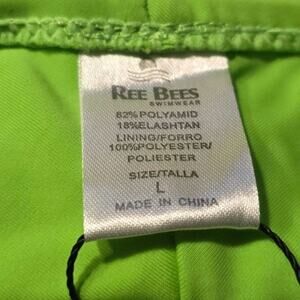 REE BEES
SWIMWEAR
82%POLYAMID
18%ELASHTAN
LINING/FORRO
100%POLYESTER/
POLIESTER
SIZE/TALLA
L
MADE IN CHINA